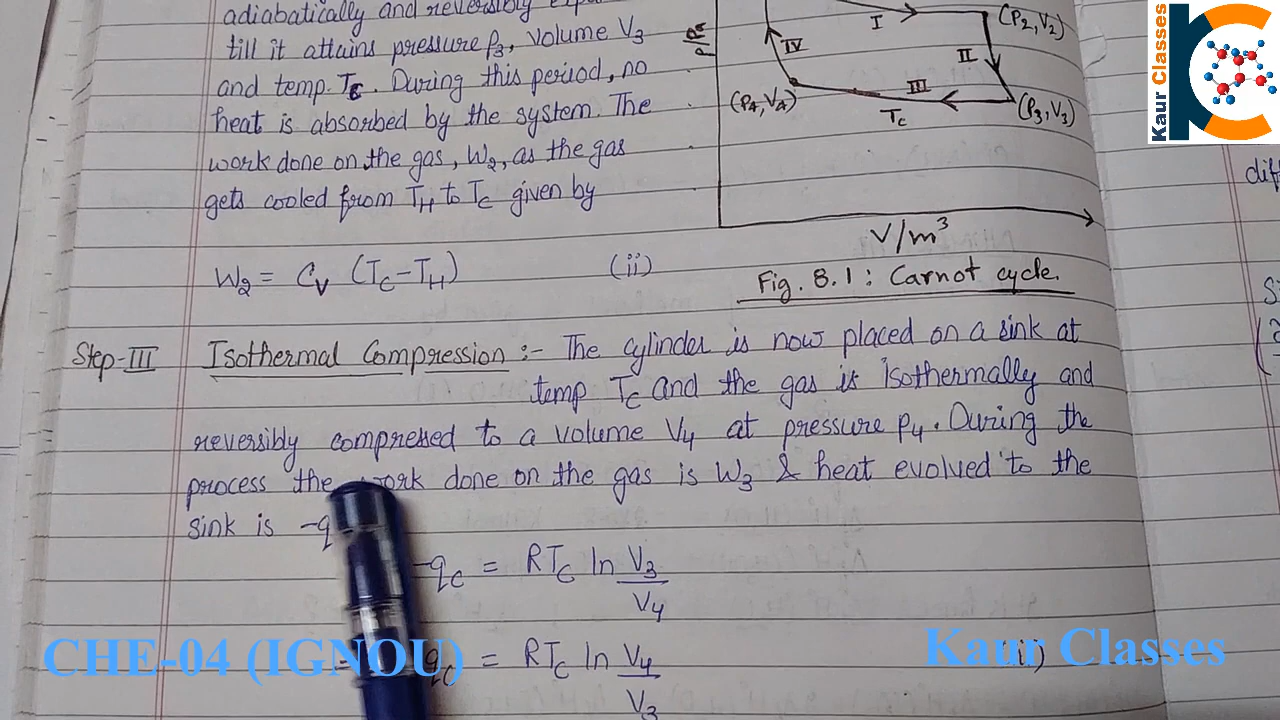 adiabatically and reversibly
till it attains pressure p3, volume V3
and temp. Tc. During this period, no
heat is absorbed by the system. The
work done on the gas, W2, as the gas
gets cooled from TH to Tc given by
W2 = Cv (Tc-TH) (ii)
I
(P2, V2)
IV
II
III
(P4, V4)
(P3, V3)
Tc
V/m³
Fig. 8.1: Carnot cycle.
Step-III Isothermal Compression :- The cylinder is now placed on a sink at
temp Tc and the gas is isothermally and
reversibly compressed to a volume V4 at pressure p4. During the
process the work done on the gas is W3 & heat evolved to the
sink is -q
-qc = RTc ln V3/V4
qc = RTc ln V4/V3
Kaur Classes
CHE-04 (IGNOU)
Kaur Classes